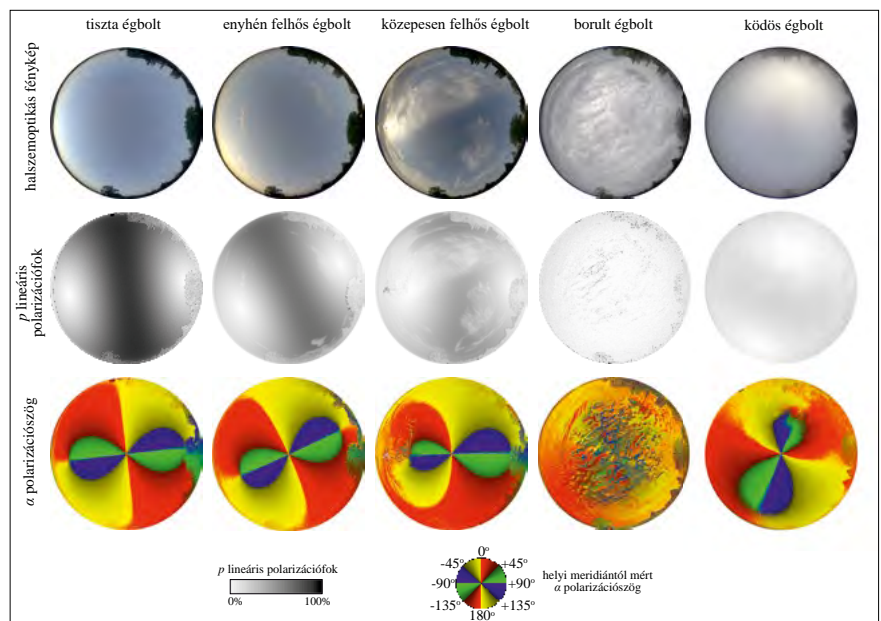 tiszta égbolt
enyhén felhős égbolt
közepesen felhős égbolt
borult égbolt
ködös égbolt
halszemoptikás fénykép
p lineáris
polarizációfok
α polarizációszög
p lineáris polarizációfok
0%
100%
0°
-45°
+45°
-90°
+90°
-135°
+135°
180°
helyi meridiántól mért
α polarizációszög